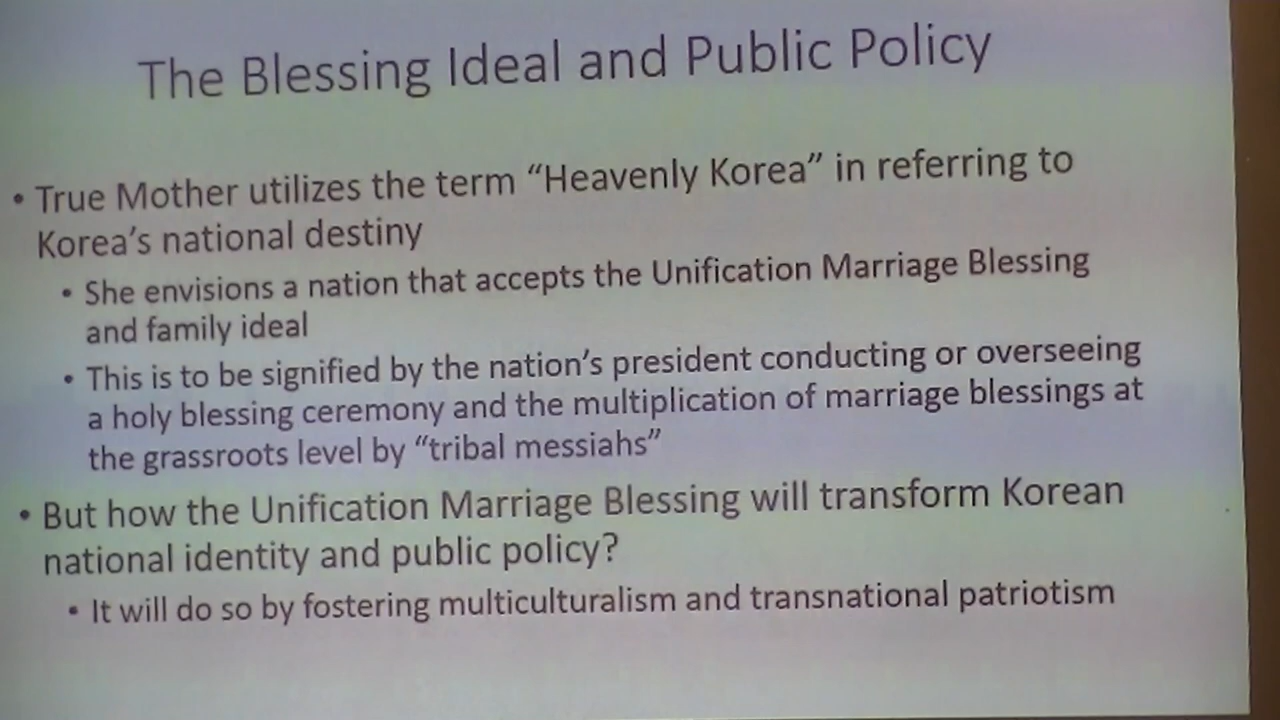 The Blessing Ideal and Public Policy
• True Mother utilizes the term “Heavenly Korea” in referring to
Korea’s national destiny
• She envisions a nation that accepts the Unification Marriage Blessing
and family ideal
• This is to be signified by the nation’s president conducting or overseeing
a holy blessing ceremony and the multiplication of marriage blessings at
the grassroots level by “tribal messiahs”
• But how the Unification Marriage Blessing will transform Korean
national identity and public policy?
• It will do so by fostering multiculturalism and transnational patriotism